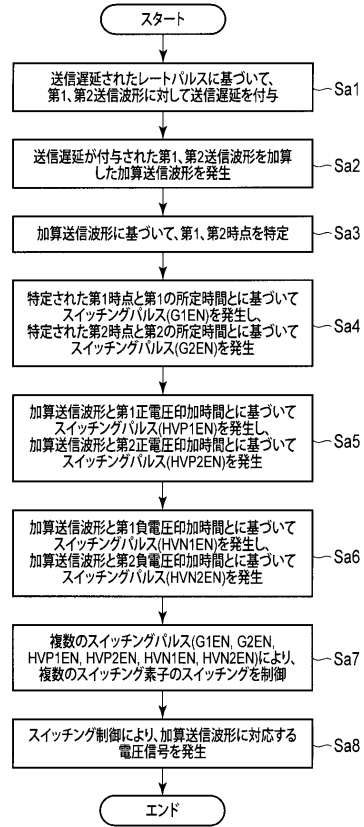 スタート
送信遅延されたレートパルスに基づいて、
第1、第2送信波形に対して送信遅延を付与
Sa1
送信遅延が付与された第1、第2送信波形を加算
した加算送信波形を発生
Sa2
加算送信波形に基づいて、第1、第2時点を特定
Sa3
特定された第1時点と第1の所定時間とに基づいて
スイッチングパルス(G1EN)を発生し、
特定された第2時点と第2の所定時間とに基づいて
スイッチングパルス(G2EN)を発生
Sa4
加算送信波形と第1正電圧印加時間とに基づいて
スイッチングパルス(HVP1EN)を発生し、
加算送信波形と第2正電圧印加時間とに基づいて
スイッチングパルス(HVP2EN)を発生
Sa5
加算送信波形と第1負電圧印加時間とに基づいて
スイッチングパルス(HVN1EN)を発生し、
加算送信波形と第2負電圧印加時間とに基づいて
スイッチングパルス(HVN2EN)を発生
Sa6
複数のスイッチングパルス(G1EN, G2EN,
HVP1EN, HVP2EN, HVN1EN, HVN2EN)により、
複数のスイッチング素子のスイッチングを制御
Sa7
スイッチング制御により、加算送信波形に対応する
電圧信号を発生
Sa8
エンド